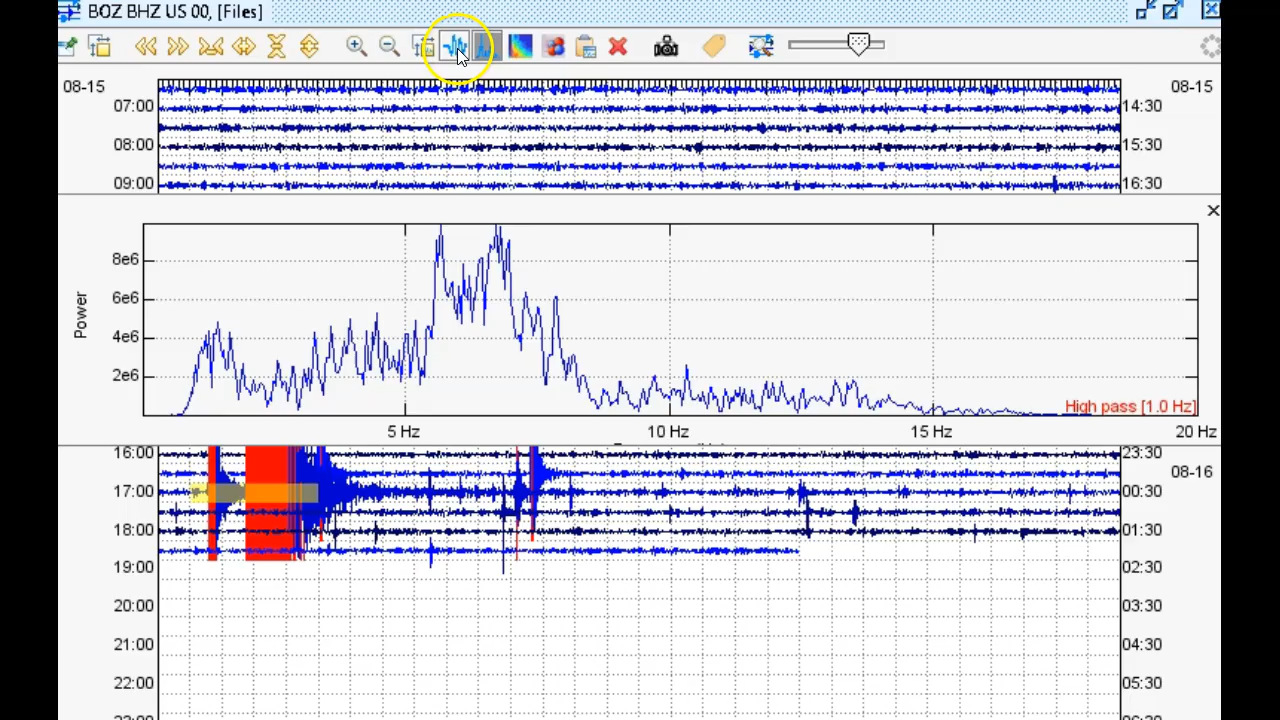 BOZ BHZ US 00, [Files]
08-15 08-15
07:00 14:30
08:00 15:30
09:00 16:30
8e6
6e6
Power
4e6
2e6
High pass [1.0 Hz]
5 Hz 10 Hz 15 Hz 20 Hz
16:00 23:30
08-16
17:00 00:30
18:00 01:30
19:00 02:30
20:00 03:30
21:00 04:30
22:00 05:30